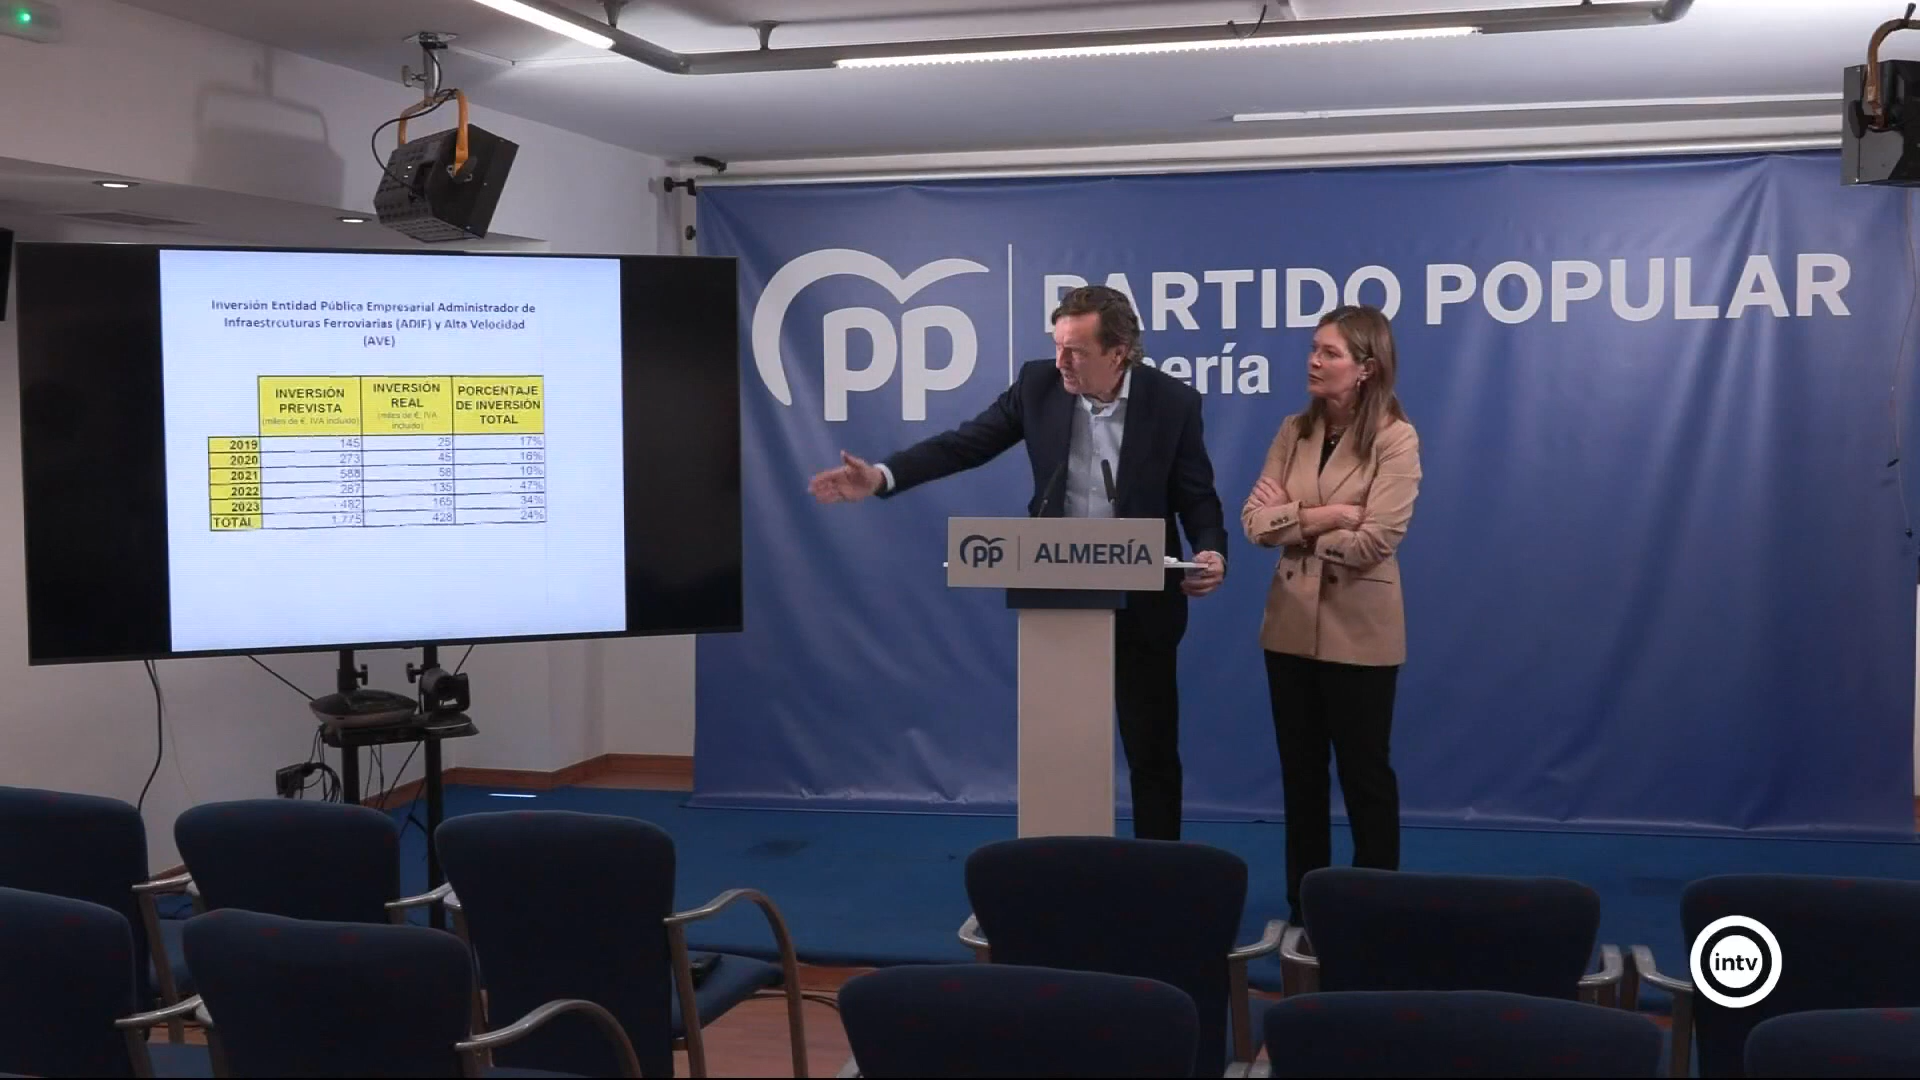 Inversión Entidad Pública Empresarial Administrador de
Infraestrcuturas Ferroviarias (ADIF) y Alta Velocidad
(AVE)
INVERSIÓN PREVISTA (miles de €, IVA incluido) INVERSIÓN REAL (miles de €, IVA incluido) PORCENTAJE DE INVERSIÓN TOTAL
2019 145 25 17%
2020 273 45 16%
2021 588 58 10%
2022 287 135 47%
2023 482 165 34%
TOTAL 1.775 428 24%
pp PARTIDO POPULAR
ería
pp ALMERÍA
intv